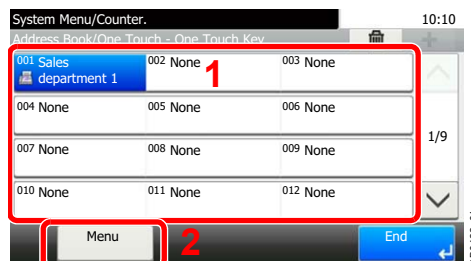 System Menu/Counter. 10:10
Address Book/One Touch - One Touch Key
001 Sales department 1 002 None 003 None
1
004 None 005 None 006 None
1/9
007 None 008 None 009 None
010 None 011 None 012 None
Menu 2 End